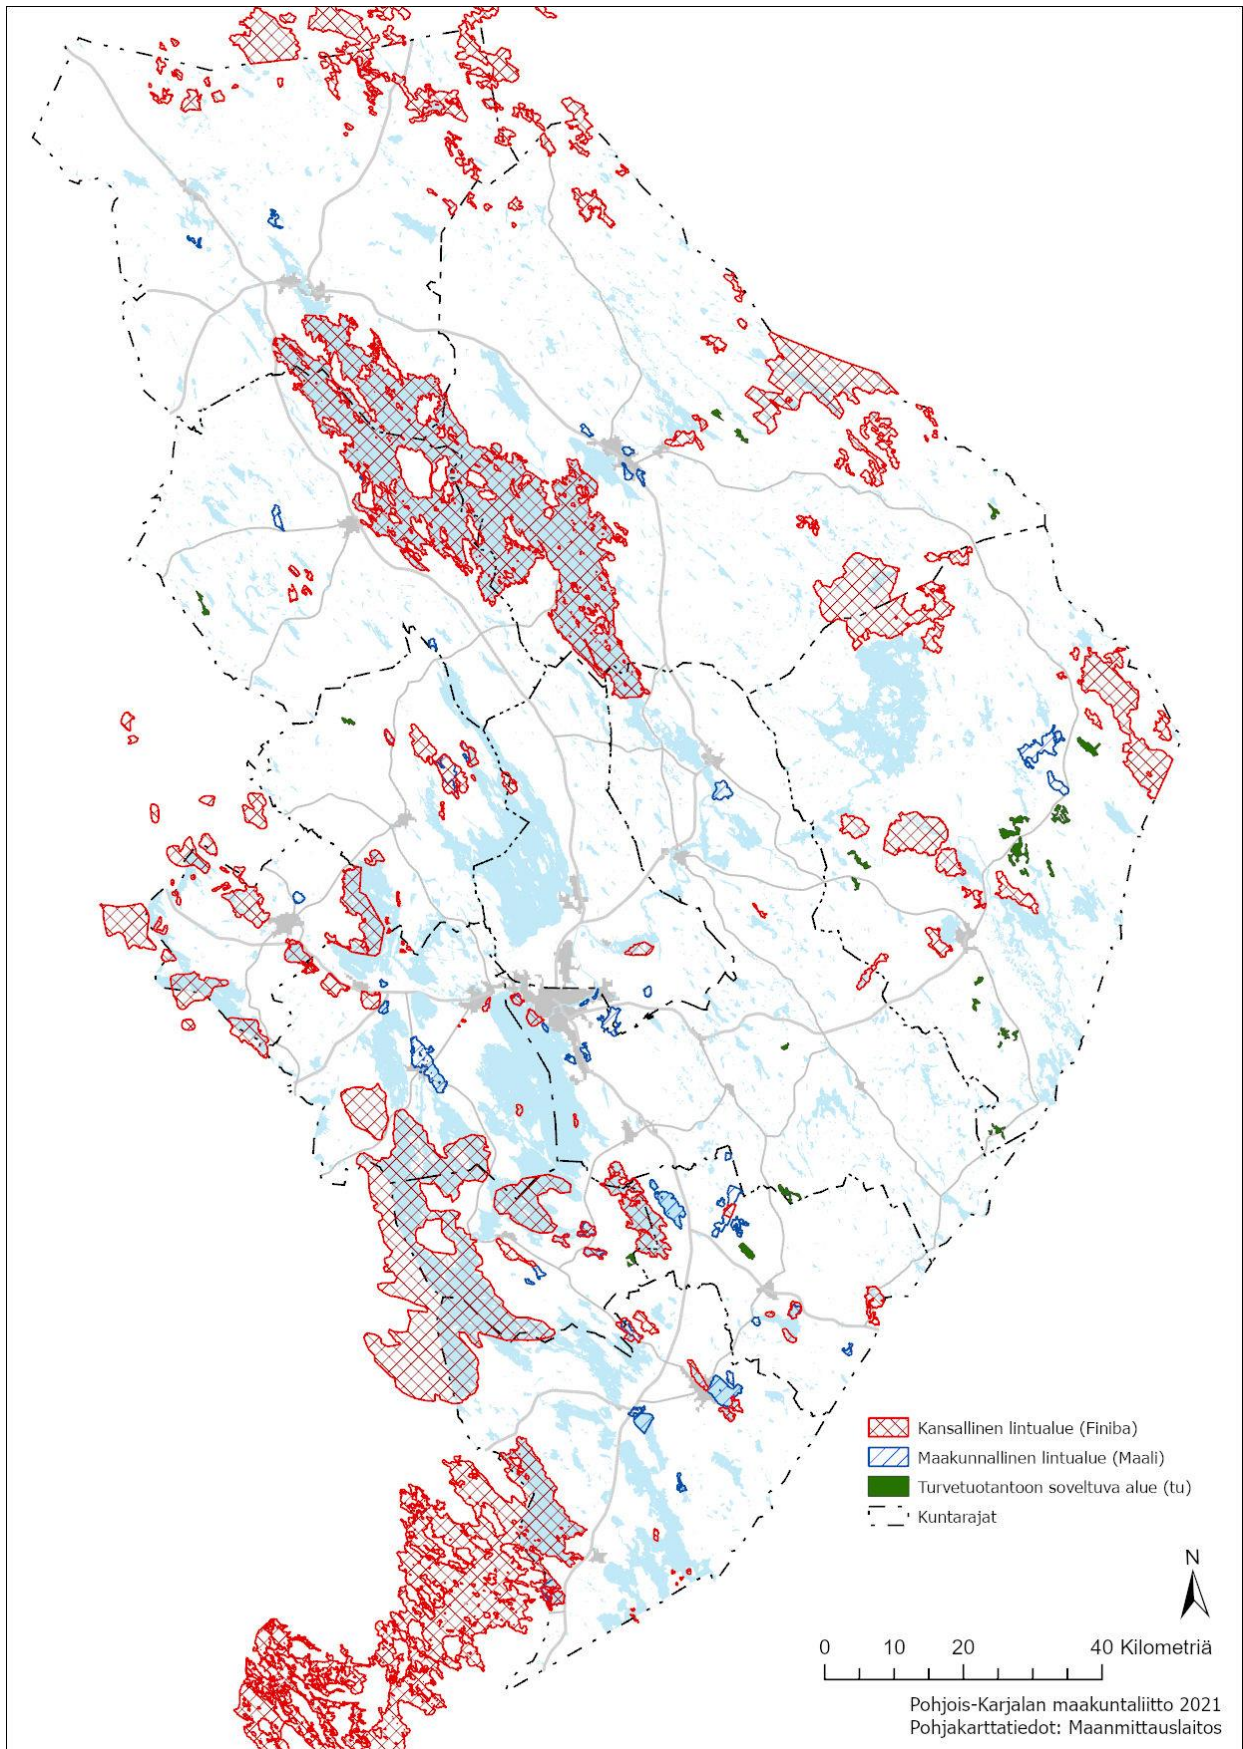 Kansallinen lintualue (Finiba)
Maakunnallinen lintualue (Maali)
Turvetuotantoon soveltuva alue (tu)
Kuntarajat
N
0 10 20 40 Kilometriä
Pohjois-Karjalan maakuntaliitto 2021
Pohjakarttatiedot: Maanmittauslaitos